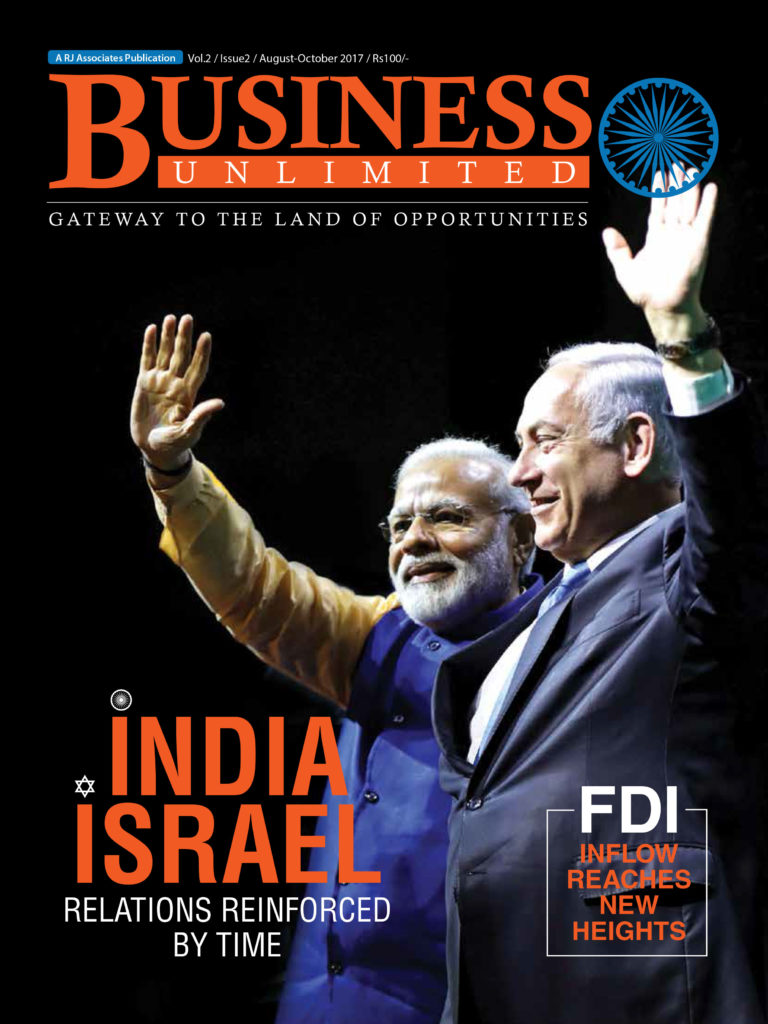 A RJ Associates Publication Vol.2 / Issue2 / August-October 2017 / Rs100/-
BUSINESS
UNLIMITED
GATEWAY TO THE LAND OF OPPORTUNITIES
INDIA
ISRAEL
RELATIONS REINFORCED
BY TIME
FDI
INFLOW
REACHES
NEW
HEIGHTS